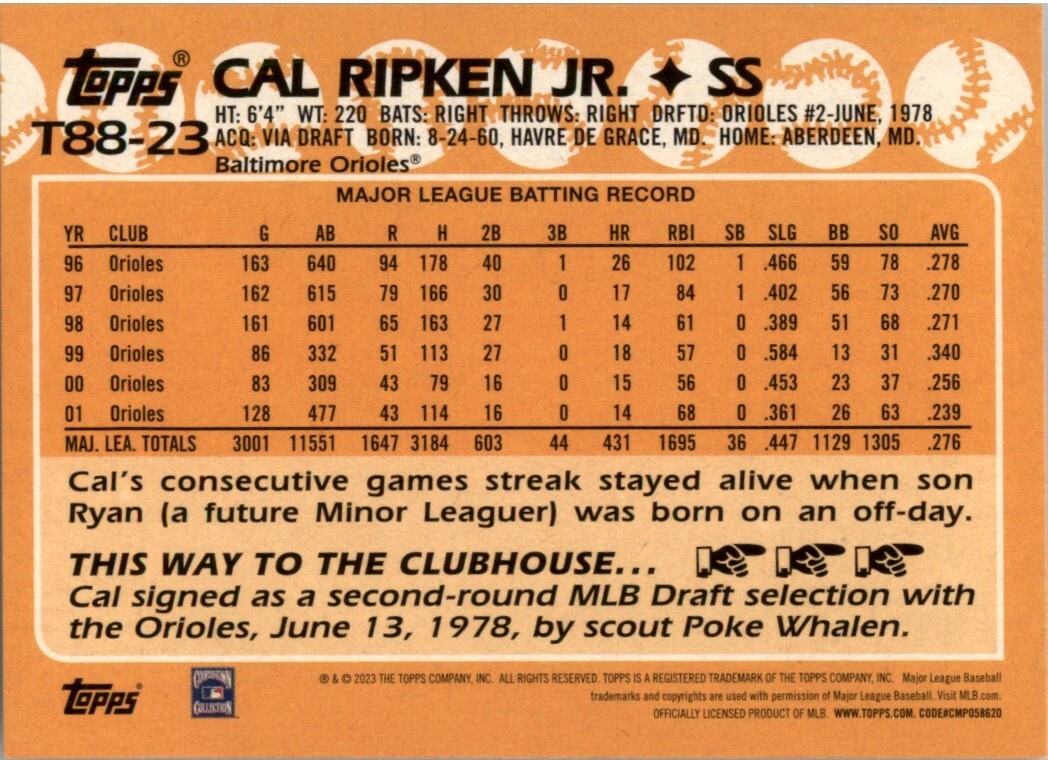 Topps®
CAL RIPKEN JR. ✦ SS
T88-23
HT: 6'4" WT: 220 BATS: RIGHT THROWS: RIGHT DRFTD: ORIOLES #2-JUNE, 1978
ACQ: VIA DRAFT BORN: 8-24-60, HAVRE DE GRACE, MD. HOME: ABERDEEN, MD.
Baltimore Orioles®
MAJOR LEAGUE BATTING RECORD
YR CLUB G AB R H 2B 3B HR RBI SB SLG BB SO AVG
96 Orioles 163 640 94 178 40 1 26 102 1 .466 59 78 .278
97 Orioles 162 615 79 166 30 0 17 84 1 .402 56 73 .270
98 Orioles 161 601 65 163 27 1 14 61 0 .389 51 68 .271
99 Orioles 86 332 51 113 27 0 18 57 0 .584 13 31 .340
00 Orioles 83 309 43 79 16 0 15 56 0 .453 23 37 .256
01 Orioles 128 477 43 114 16 0 14 68 0 .361 26 63 .239
MAJ. LEA. TOTALS 3001 11551 1647 3184 603 44 431 1695 36 .447 1129 1305 .276
Cal's consecutive games streak stayed alive when son
Ryan (a future Minor Leaguer) was born on an off-day.
THIS WAY TO THE CLUBHOUSE...
Cal signed as a second-round MLB Draft selection with
the Orioles, June 13, 1978, by scout Poke Whalen.
Topps®
COOPERSTOWN
COLLECTION
® & © 2023 THE TOPPS COMPANY, INC. ALL RIGHTS RESERVED. TOPPS IS A REGISTERED TRADEMARK OF THE TOPPS COMPANY, INC. Major League Baseball
trademarks and copyrights are used with permission of Major League Baseball. Visit MLB.com.
OFFICIALLY LICENSED PRODUCT OF MLB. WWW.TOPPS.COM. CODE#CMP058620